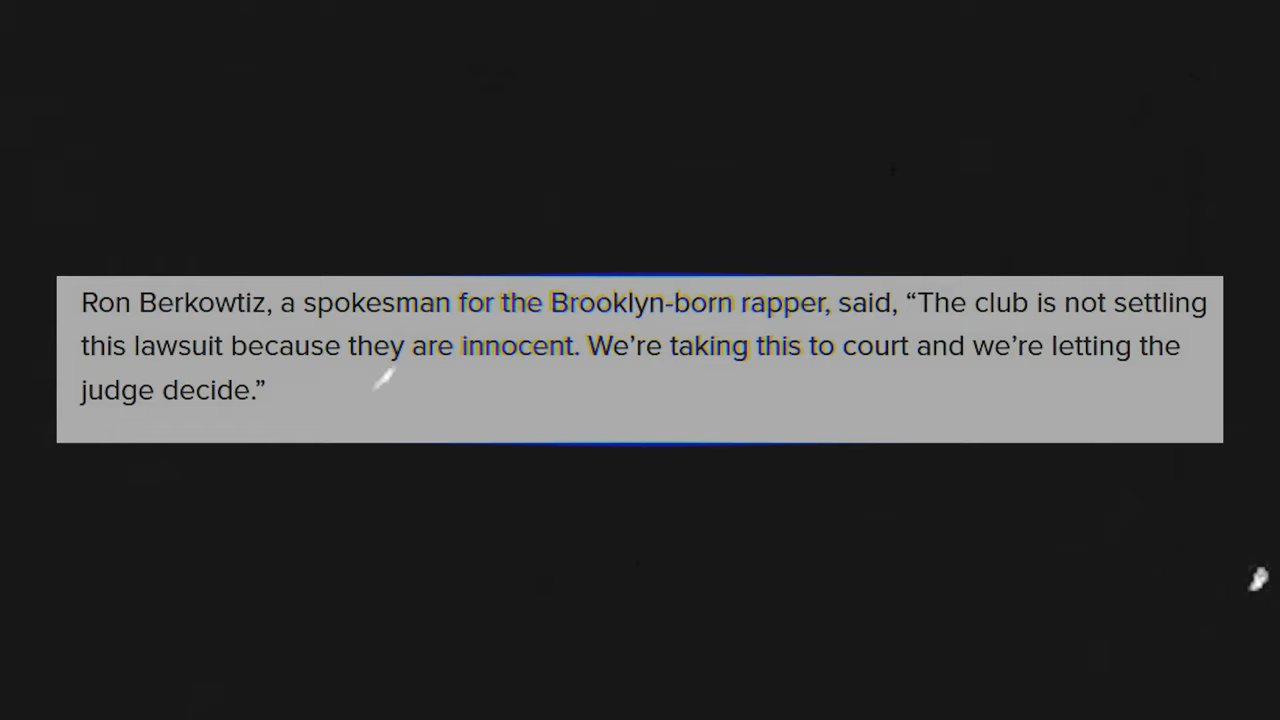 Ron Berkowtiz, a spokesman for the Brooklyn-born rapper, said, “The club is not settling
this lawsuit because they are innocent. We’re taking this to court and we’re letting the
judge decide.”